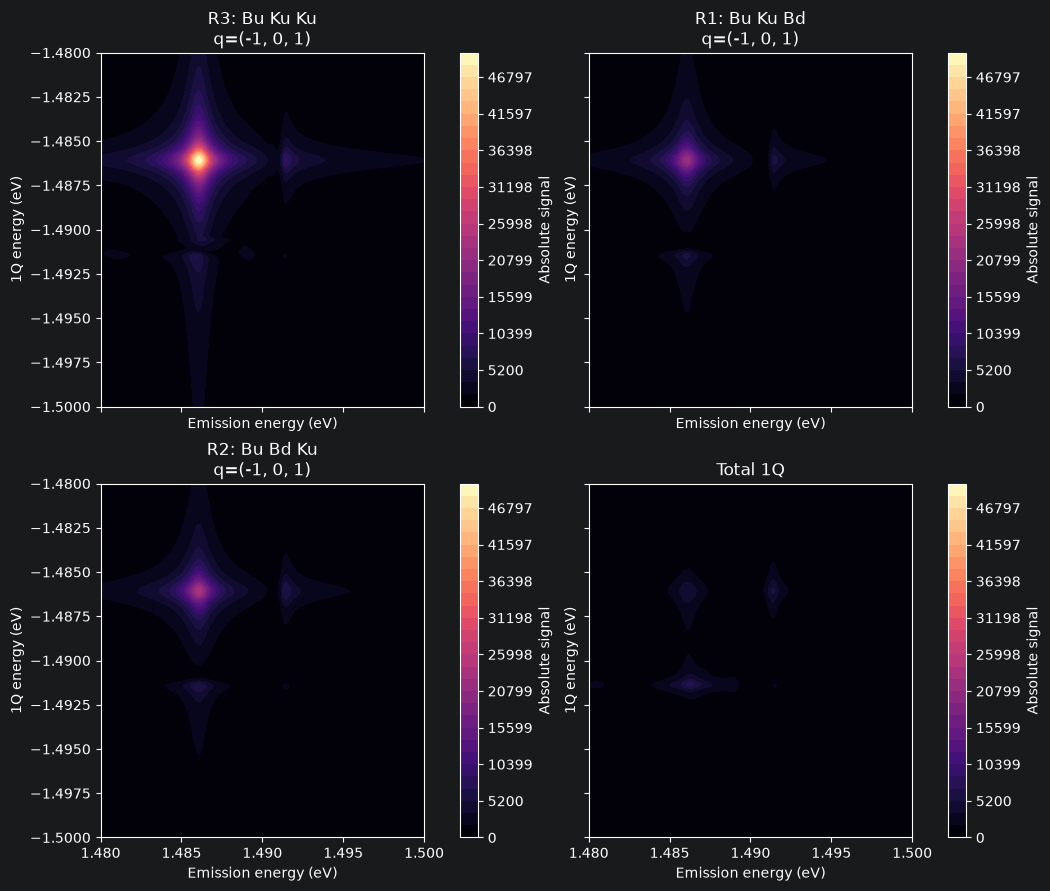 R3: Bu Ku Ku
q=(-1, 0, 1)
−1.4800
−1.4825
−1.4850
−1.4875
−1.4900
−1.4925
−1.4950
−1.4975
−1.5000
1Q energy (eV)
Emission energy (eV)
46797
41597
36398
31198
25998
20799
15599
10399
5200
0
Absolute signal
R1: Bu Ku Bd
q=(-1, 0, 1)
1Q energy (eV)
Emission energy (eV)
46797
41597
36398
31198
25998
20799
15599
10399
5200
0
Absolute signal
R2: Bu Bd Ku
q=(-1, 0, 1)
−1.4800
−1.4825
−1.4850
−1.4875
−1.4900
−1.4925
−1.4950
−1.4975
−1.5000
1Q energy (eV)
1.480 1.485 1.490 1.495 1.500
Emission energy (eV)
46797
41597
36398
31198
25998
20799
15599
10399
5200
0
Absolute signal
Total 1Q
1Q energy (eV)
1.480 1.485 1.490 1.495 1.500
Emission energy (eV)
46797
41597
36398
31198
25998
20799
15599
10399
5200
0
Absolute signal